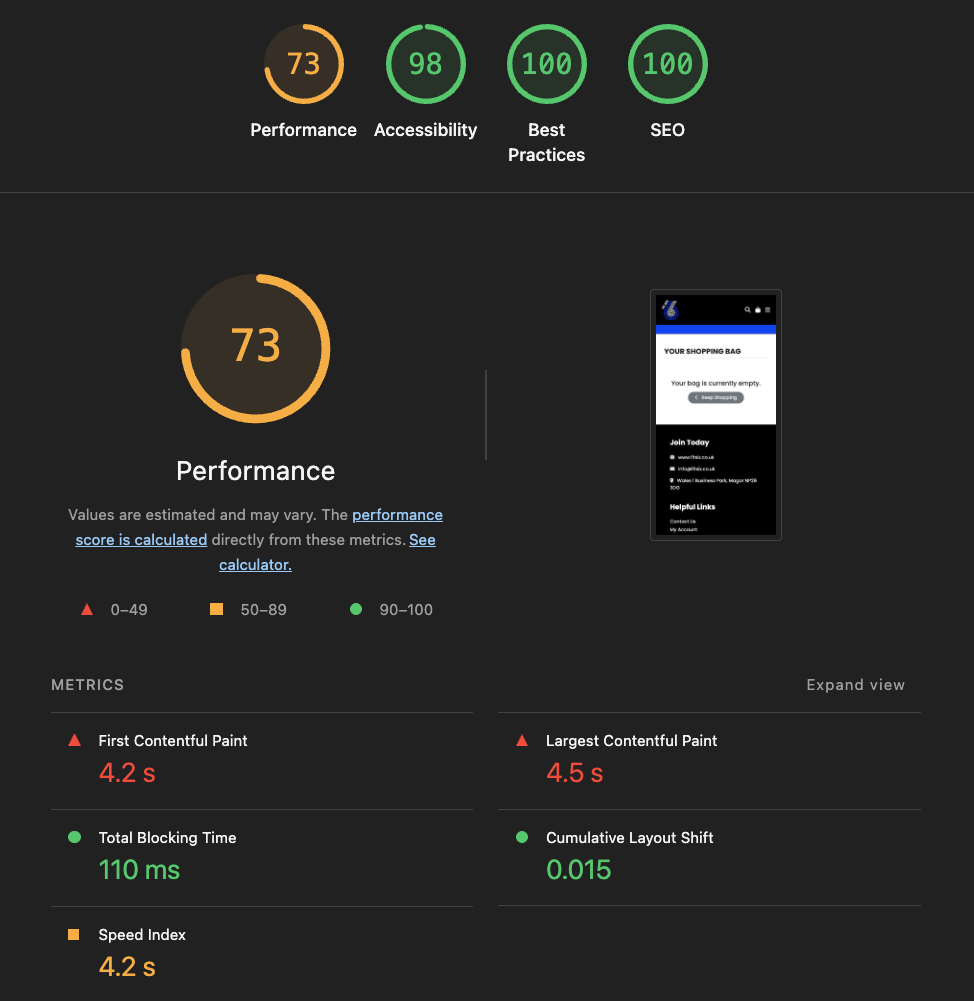 73
98
100
100
Performance
Accessibility
Best
Practices
SEO
73
Performance
Values are estimated and may vary. The performance
score is calculated directly from these metrics. See
calculator.
0–49
50–89
90–100
YOUR SHOPPING BAG
Your bag is currently empty.
Keep Shopping
Join Today
www.f1tsix.co.uk
info@f1tsix.co.uk
Wales 1 Business Park, Magor NP26
3DG
Helpful Links
Contact Us
My Account
METRICS
Expand view
First Contentful Paint
4.2 s
Largest Contentful Paint
4.5 s
Total Blocking Time
110 ms
Cumulative Layout Shift
0.015
Speed Index
4.2 s